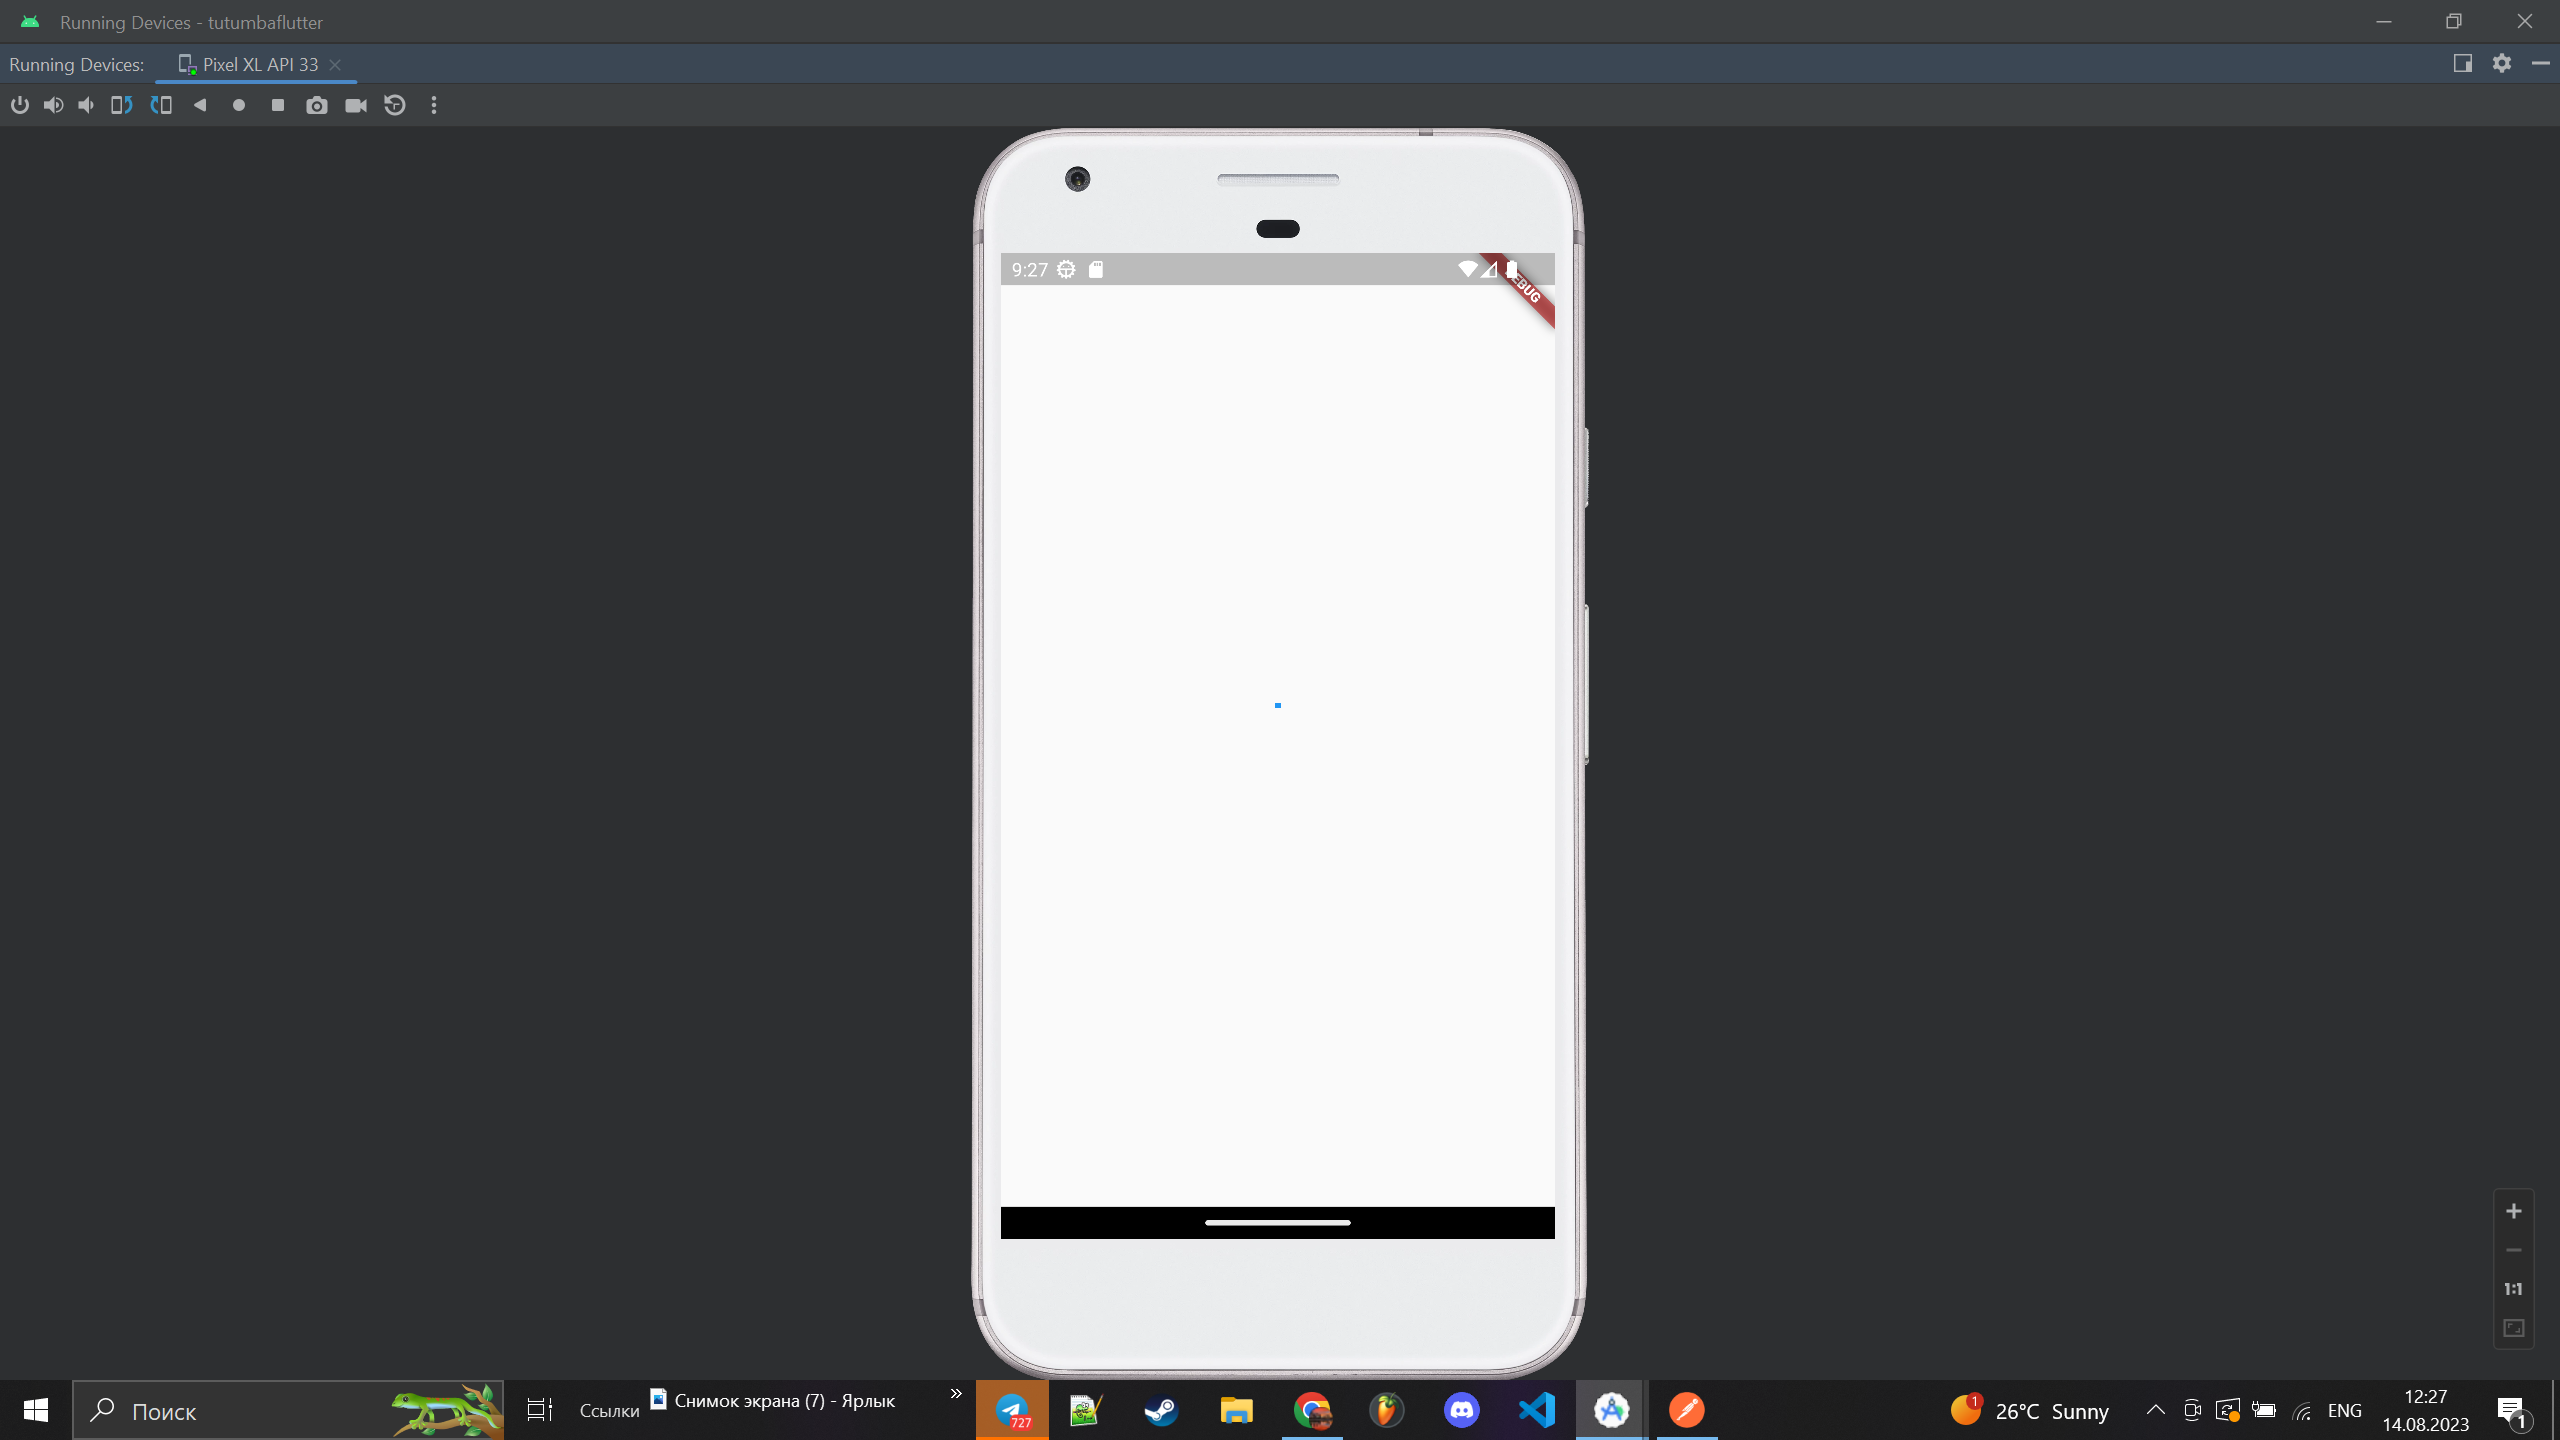 Running Devices - tutumbaflutter
Running Devices:
Pixel XL API 33
9:27
EBUG
1:1
Поиск
Ссылки
Снимок экрана (7) - Ярлык
»
727
1
26°C Sunny
ENG
12:27
14.08.2023
1